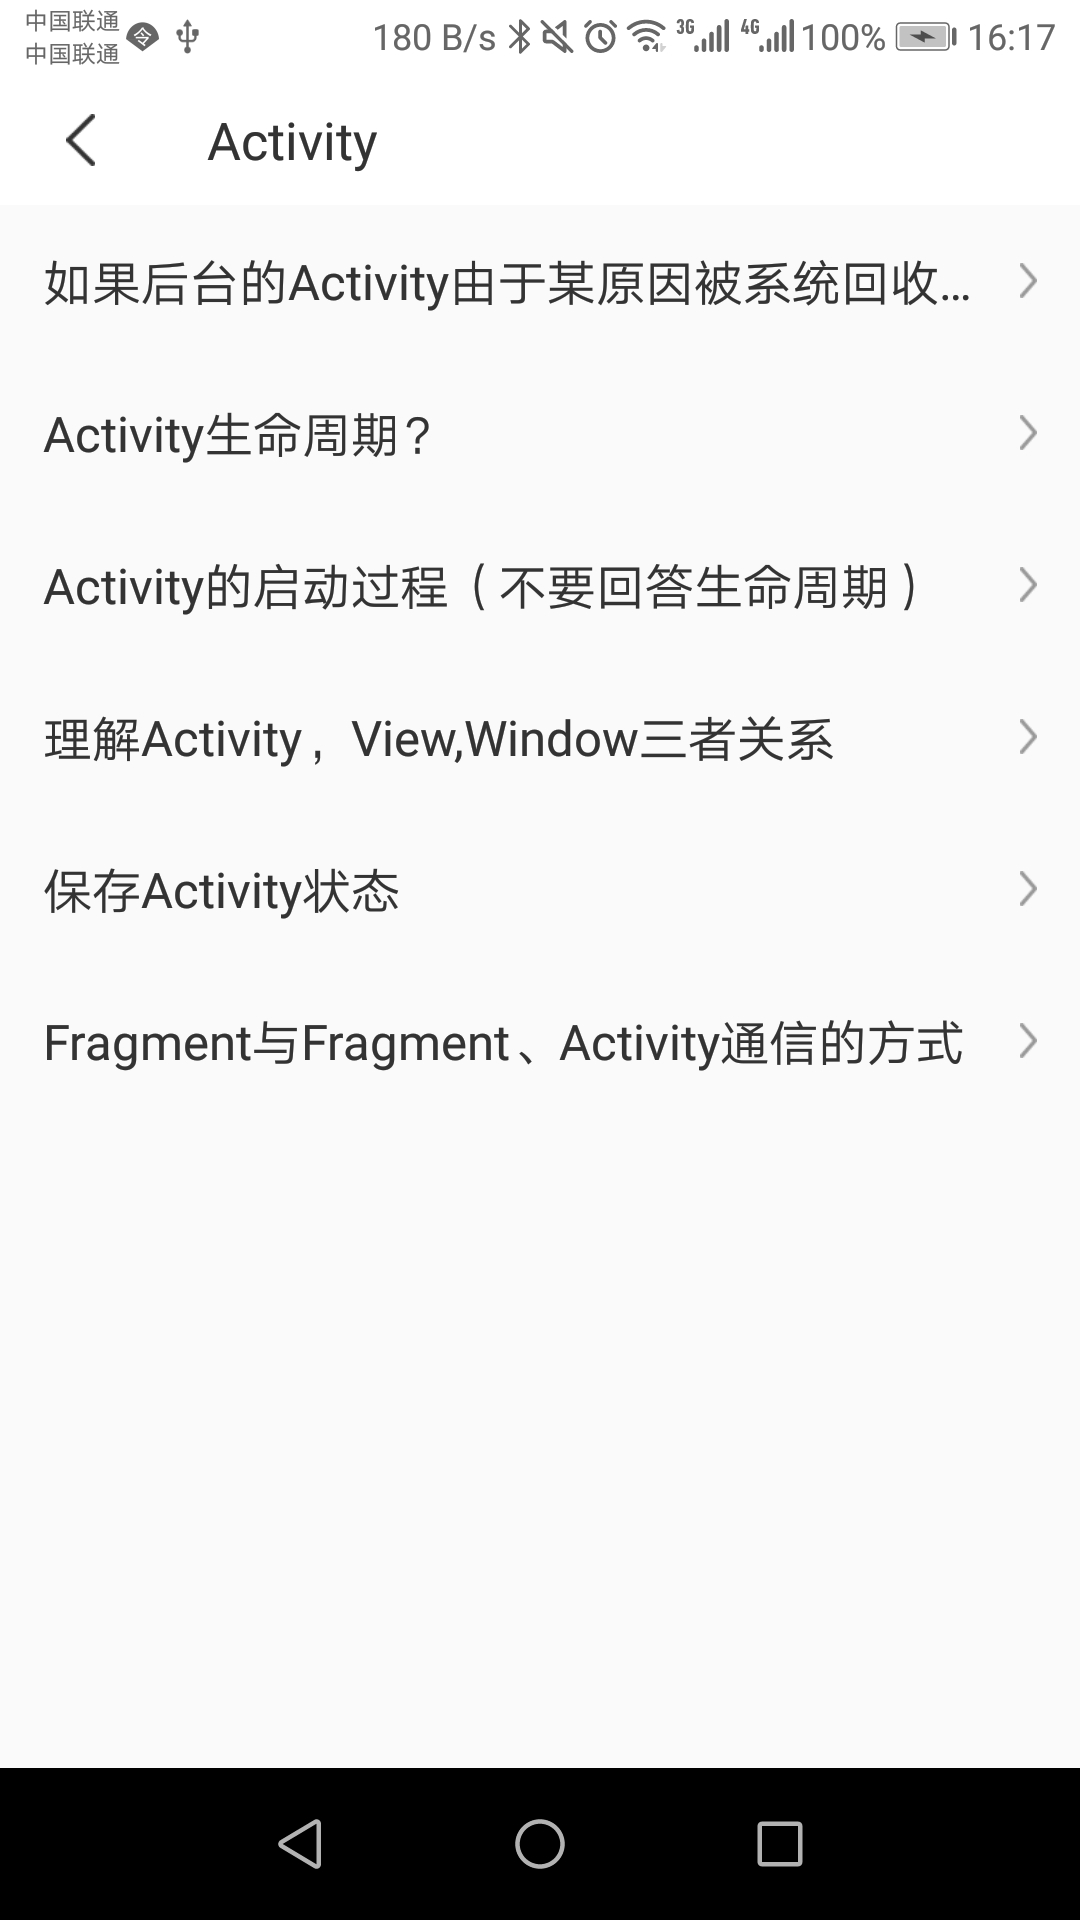 中国联通
中国联通
令
180 B/s 3G 4G 100% 16:17
Activity
如果后台的Activity由于某原因被系统回收...
Activity生命周期？
Activity的启动过程（不要回答生命周期）
理解Activity，View,Window三者关系
保存Activity状态
Fragment与Fragment、Activity通信的方式